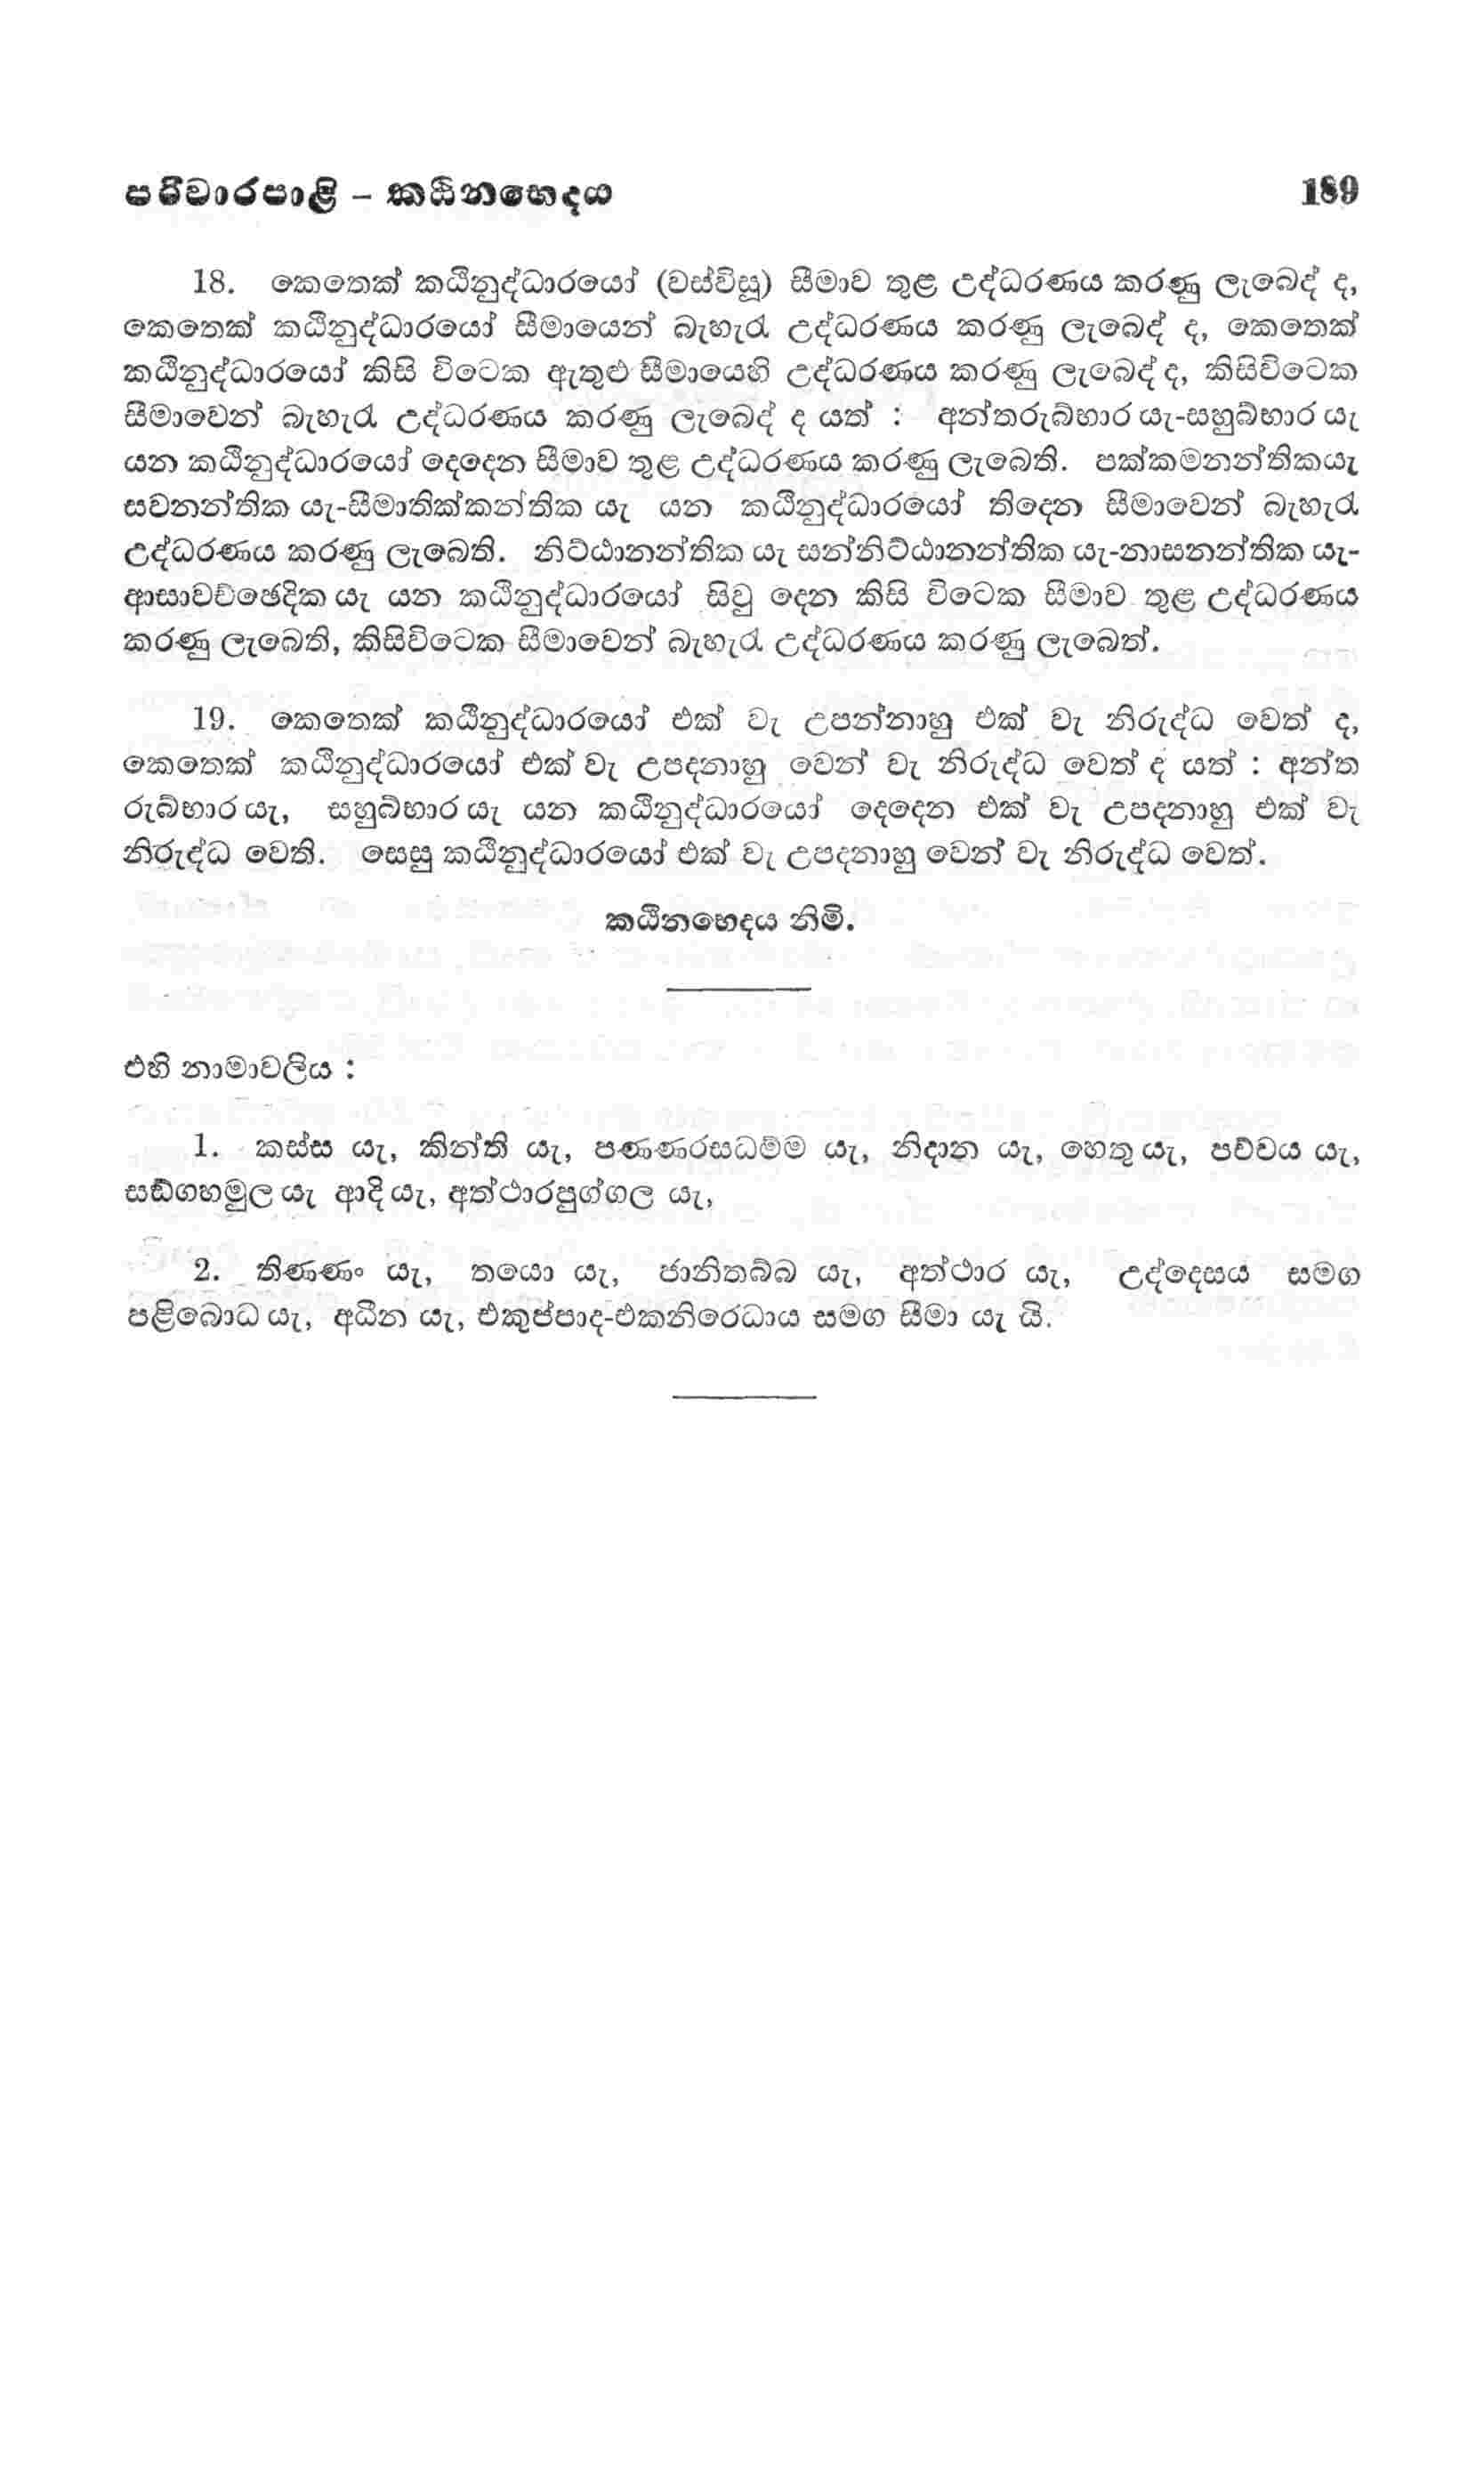 පරිවාරපාළි – කඨිනභෙදය 189
18. කෙතෙක් කඨිනුද්ධාරයෝ (වස්විසූ) සීමාව තුළ උද්ධරණය කරණු ලැබෙද් ද,
කෙතෙක් කඨිනුද්ධාරයෝ සීමායෙන් බැහැර උද්ධරණය කරණු ලැබෙද් ද, කෙතෙක්
කඨිනුද්ධාරයෝ කිසි විටෙක ඇතුළු සීමායෙහි උද්ධරණය කරණු ලැබෙද් ද, කිසිවිටෙක
සීමාවෙන් බැහැර උද්ධරණය කරණු ලැබෙද් ද යත් : අන්තරුබ්භාර යැ-සහුබ්භාර යැ
යන කඨිනුද්ධාරයෝ දෙදෙන සීමාව තුළ උද්ධරණය කරණු ලැබෙති. පක්කමනන්තිකයැ
සවනන්තික යැ-සීමාතික්කන්තික යැ යන කඨිනුද්ධාරයෝ තිදෙන සීමාවෙන් බැහැර
උද්ධරණය කරණු ලැබෙති. නිට්ඨානන්තික යැ සන්නිට්ඨානන්තික යැ-නාසනන්තික යැ-
ආසාවච්ඡෙදික යැ යන කඨිනුද්ධාරයෝ සිවු දෙන කිසි විටෙක සීමාව තුළ උද්ධරණය
කරණු ලැබෙති, කිසිවිටෙක සීමාවෙන් බැහැර උද්ධරණය කරණු ලැබෙත්.
19. කෙතෙක් කඨිනුද්ධාරයෝ එක් වැ උපන්නාහු එක් වැ නිරුද්ධ වෙත් ද,
කෙතෙක් කඨිනුද්ධාරයෝ එක් වැ උපදනාහු වෙන් වැ නිරුද්ධ වෙත් ද යත් : අන්ත
රුබ්භාර යැ, සහුබ්භාර යැ යන කඨිනුද්ධාරයෝ දෙදෙන එක් වැ උපදනාහු එක් වැ
නිරුද්ධ වෙති. සෙසු කඨිනුද්ධාරයෝ එක් වැ උපදනාහු වෙන් වැ නිරුද්ධ වෙත්.
කඨිනභෙදය නිමි.
එහි නාමාවලිය :
1. කස්ස යැ, කින්ති යැ, පණණරසධම්ම යැ, නිදාන යැ, හෙතු යැ, පච්චය යැ,
සඞ්ගහමුල යැ ආදි යැ, අත්ථාරපුග්ගල යැ,
2. තිණණං යැ, තයො යැ, ජානිතබ්බ යැ, අත්ථාර යැ, උද්දෙසය සමග
පළිබොධ යැ, අධීන යැ, එකුප්පාද-එකනිරෙධාය සමග සීමා යැ යි.